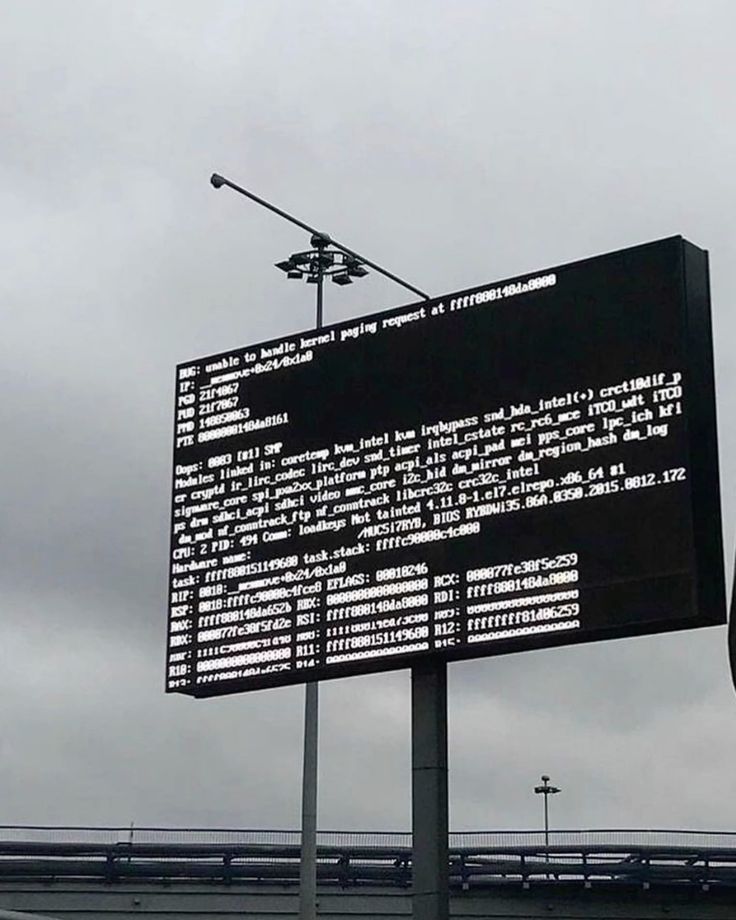 BUG: unable to handle kernel paging request at ffff880148da8000
IP: __memmove+0x24/0x1a0
PGD 21f4067
PUD 21f7067
PMD 148050063
PTE 8000000148da8161
Oops: 0003 [#1] SMP
Modules linked in: coretemp kvm_intel kvm irqbypass snd_hda_intel(+) crct10dif_p
er cryptd ir_lirc_codec lirc_dev snd_timer intel_cstate rc_rc6_mce iTCO_wdt iTCO
signware_core spi_pxa2xx_platform ptp acpi_als acpi_pad mei pps_core lpc_ich kfi
ps drm sdhci_acpi sdhci video mmc_core i2c_hid dm_mirror dm_region_hash dm_log
dm_mod nf_conntrack_ftp nf_conntrack libcrc32c crc32c_intel
CPU: 2 PID: 494 Comm: loadkeys Not tainted 4.11.8-1.el7.elrepo.x86_64 #1
Hardware name: /NUC5i7RYB, BIOS RYBDWi35.86A.0350.2015.0812.172
task: ffff880151149600 task.stack: ffffc90000c4c000
RIP: 0010:__memmove+0x24/0x1a0
RSP: 0018:ffffc90000c4fce0 EFLAGS: 00010246
RAX: ffff880148da652b RBX: 0000000000000000 RCX: 000077fe38f5e259
RDX: 000077fe38f5fd2e RSI: ffff880148da8000 RDI: ffff880148da8000
R10: 0000000000000000 R11: ffff880151149600 R12: ffffffff81d06259